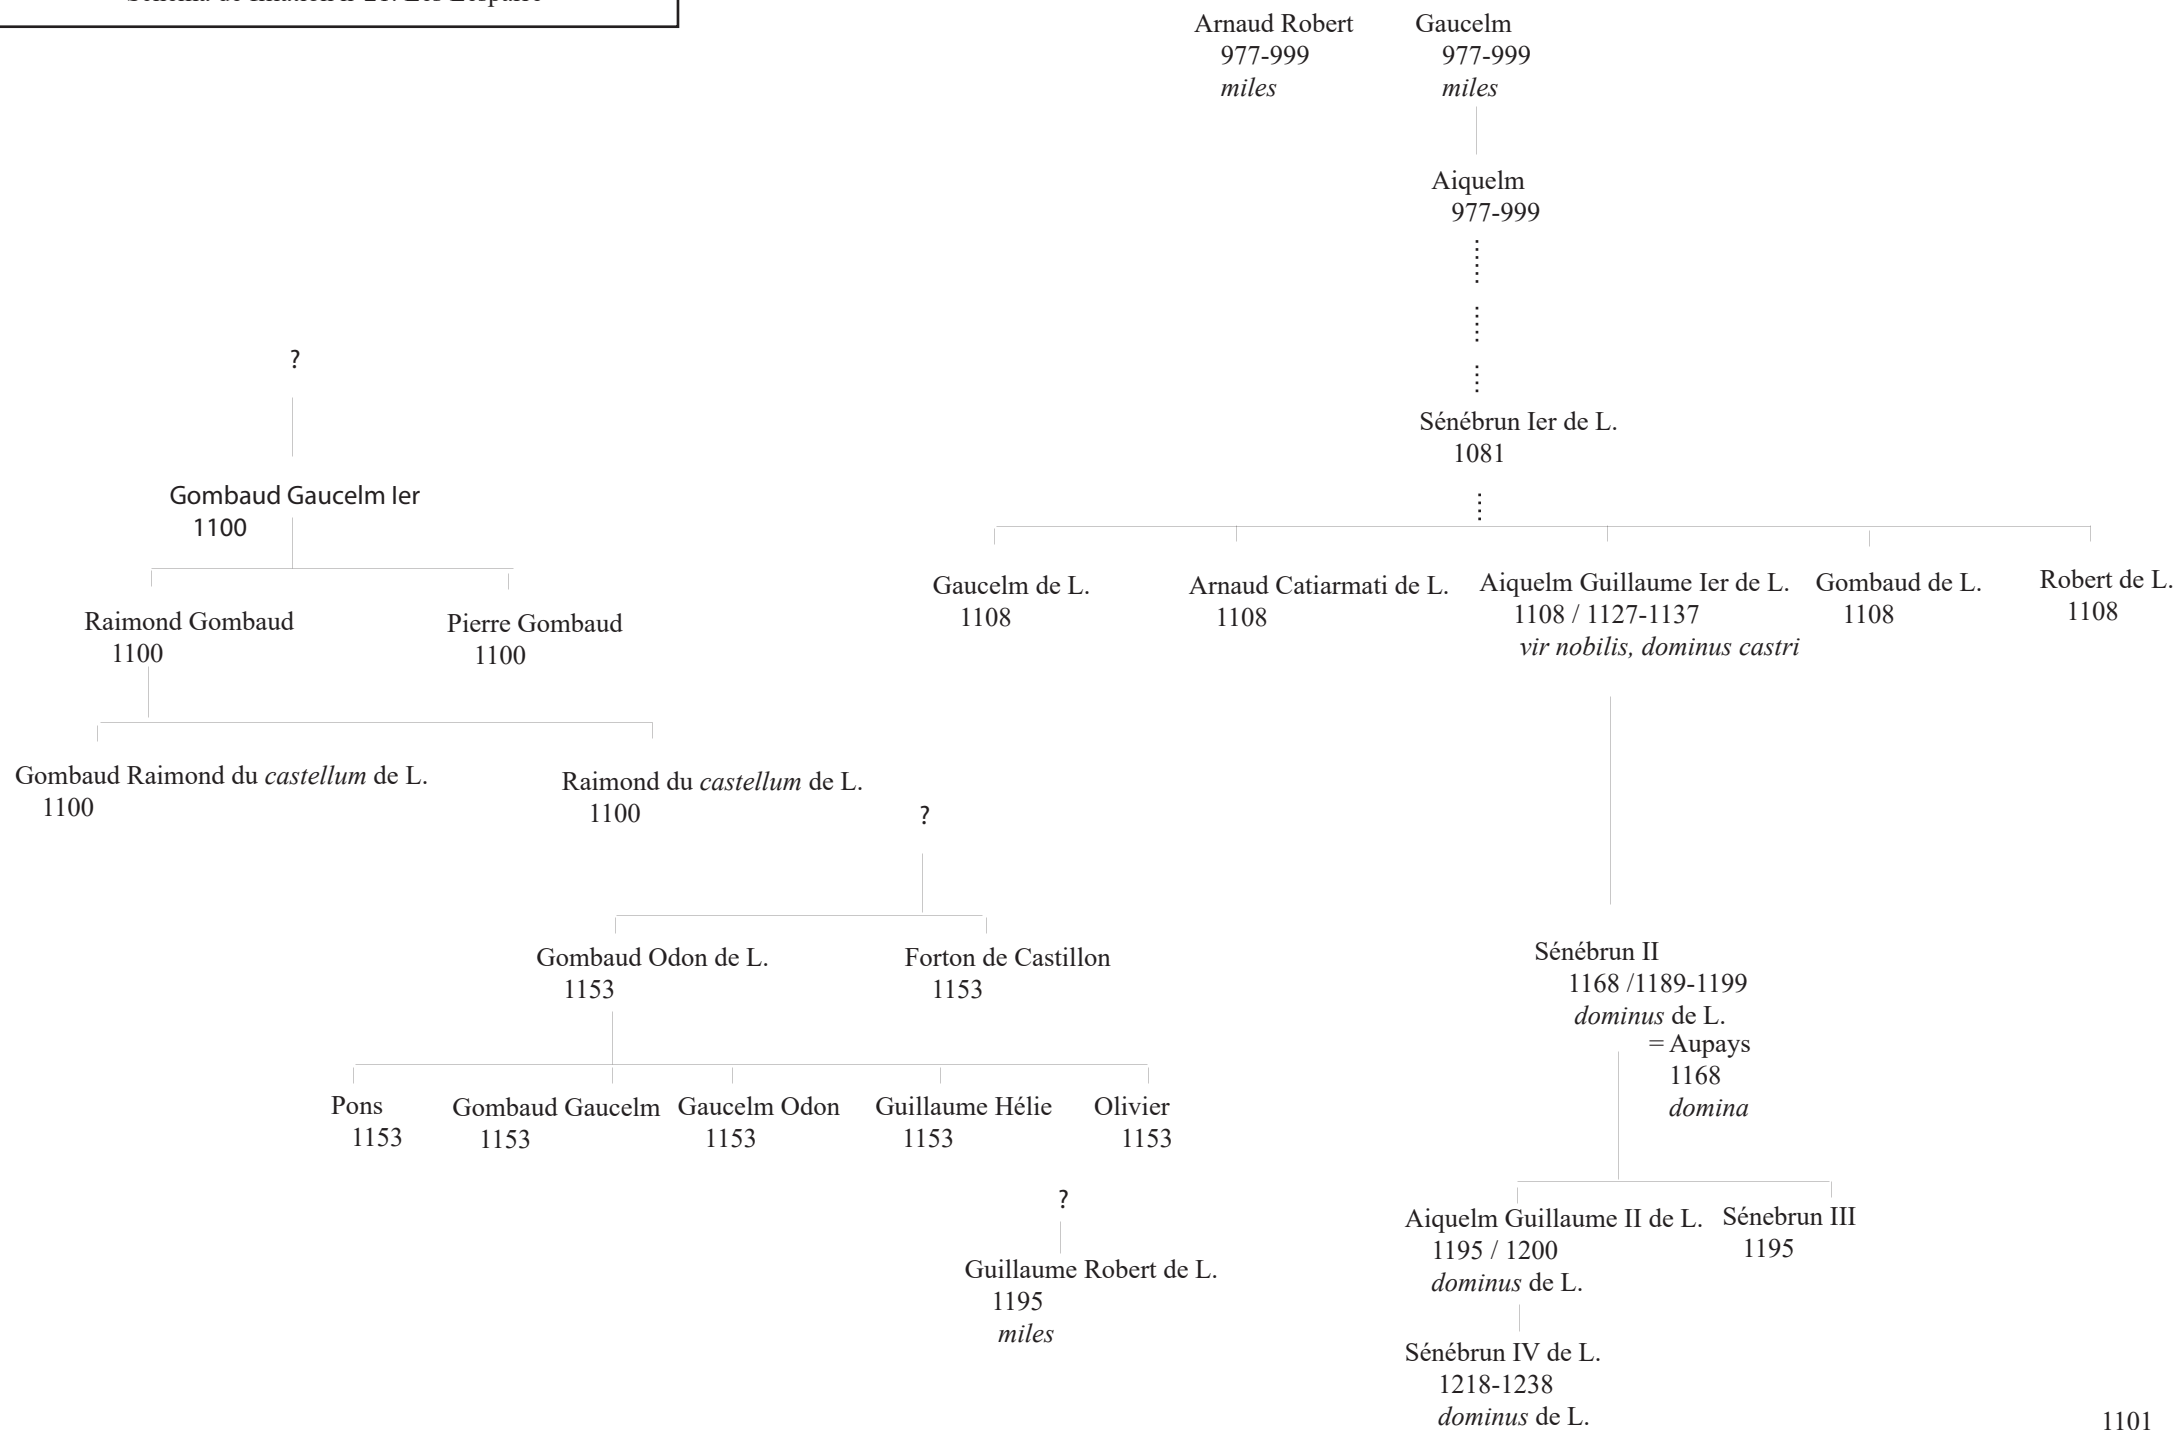 Arnaud Robert
977-999
miles
Gaucelm
977-999
miles
Aiquelm
977-999
Sénébrun Ier de L.
1081
?
Gombaud Gaucelm Ier
1100
Raimond Gombaud
1100
Pierre Gombaud
1100
Gombaud Raimond du castellum de L.
1100
Raimond du castellum de L.
1100
Gaucelm de L.
1108
Arnaud Catiarmati de L.
1108
Aiquelm Guillaume Ier de L.
1108 / 1127-1137
vir nobilis, dominus castri
Gombaud de L.
1108
Robert de L.
1108
?
Gombaud Odon de L.
1153
Forton de Castillon
1153
Pons
1153
Gombaud Gaucelm
1153
Gaucelm Odon
1153
Guillaume Hélie
1153
Olivier
1153
?
Guillaume Robert de L.
1195
miles
Sénébrun II
1168 /1189-1199
dominus de L.
= Aupays
1168
domina
Aiquelm Guillaume II de L.
1195 / 1200
dominus de L.
Sénebrun III
1195
Sénébrun IV de L.
1218-1238
dominus de L.
1101